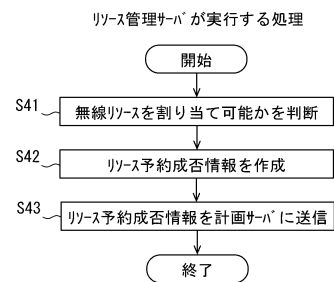 リソース管理サーバが実行する処理
開始
S41
無線リソースを割り当て可能かを判断
S42
リソース予約成否情報を作成
S43
リソース予約成否情報を計画サーバに送信
終了